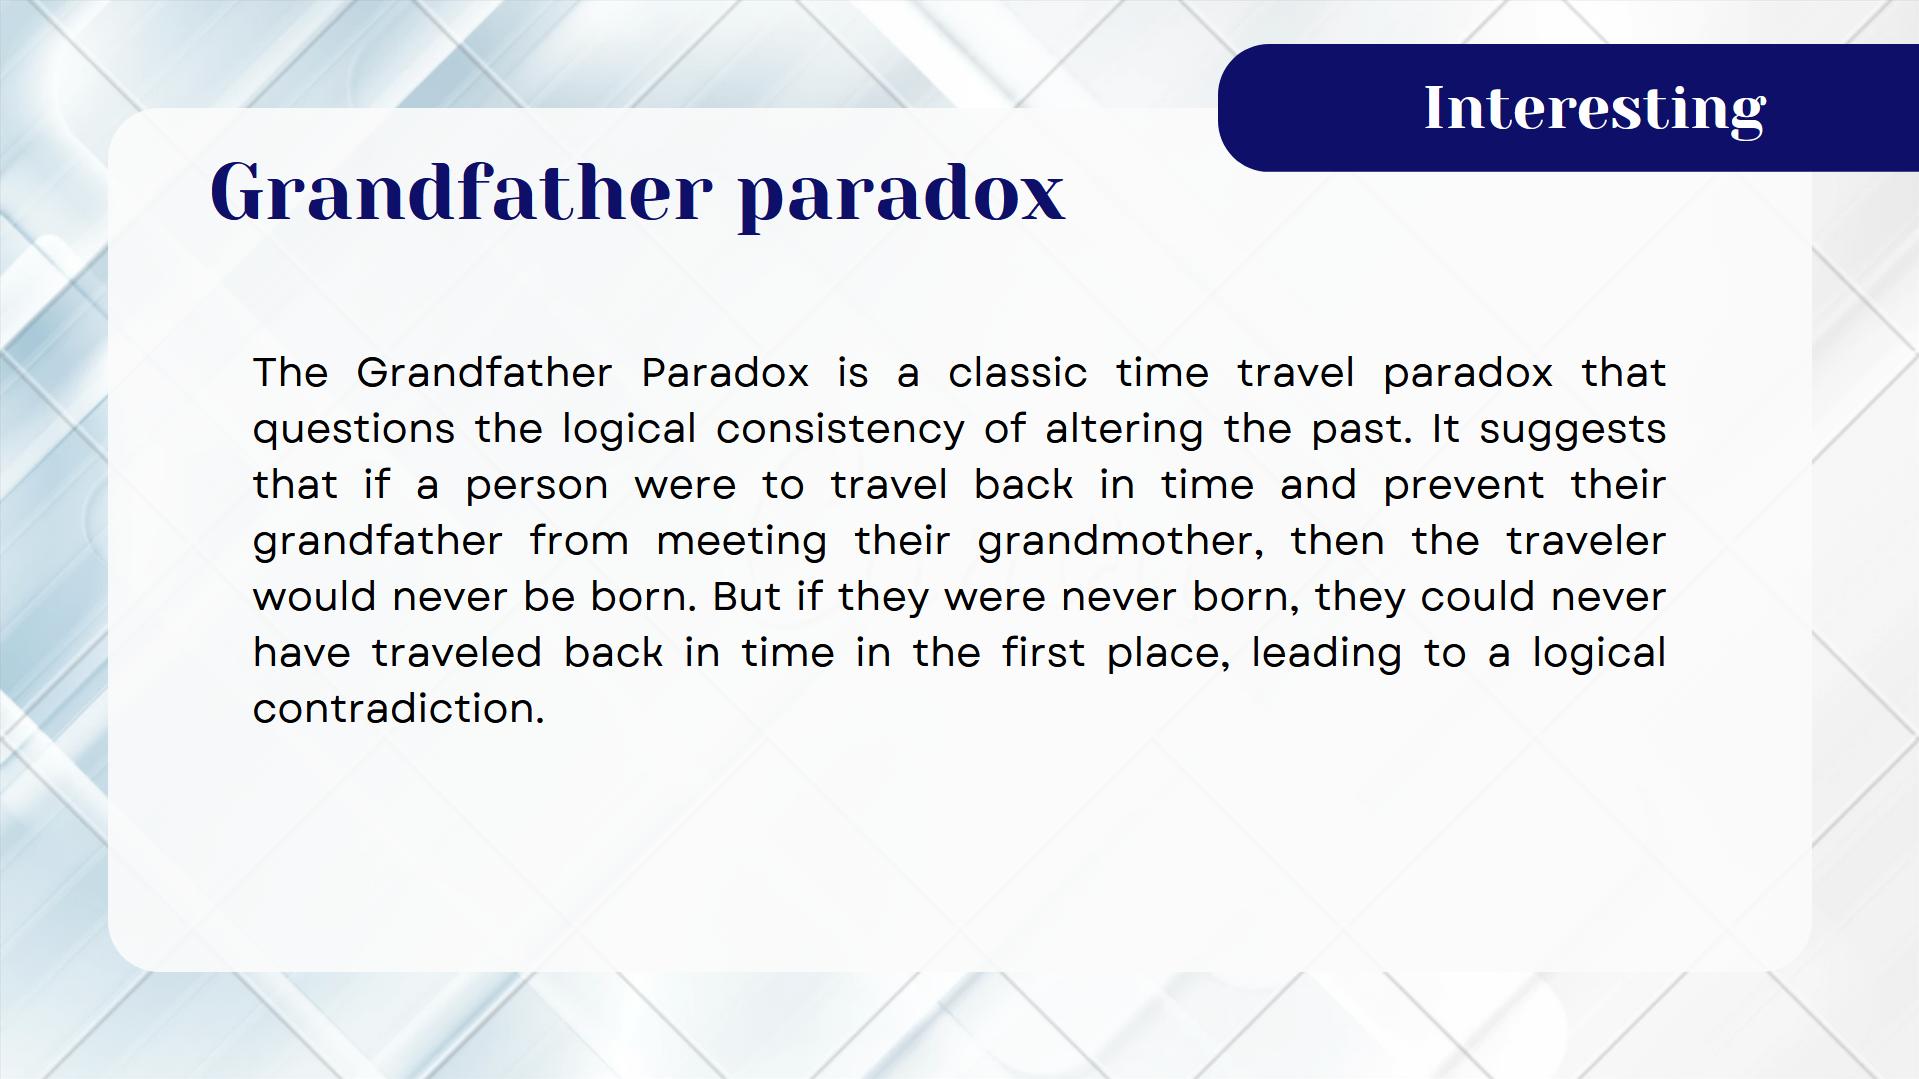 Interesting
Grandfather paradox
The Grandfather Paradox is a classic time travel paradox that
questions the logical consistency of altering the past. It suggests
that if a person were to travel back in time and prevent their
grandfather from meeting their grandmother, then the traveler
would never be born. But if they were never born, they could never
have traveled back in time in the first place, leading to a logical
contradiction.